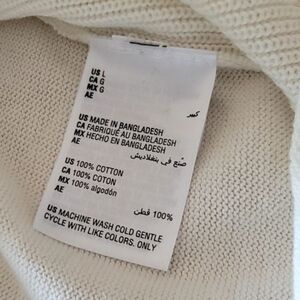 US L
CA G
MX G
AE كبير
US MADE IN BANGLADESH
CA FABRIQUÉ AU BANGLADESH
MX HECHO EN BANGLADESH
AE صنع في بنغلاديش
US 100% COTTON
CA 100% COTON
MX 100% algodón
AE 100% قطن
US MACHINE WASH COLD GENTLE
CYCLE WITH LIKE COLORS. ONLY